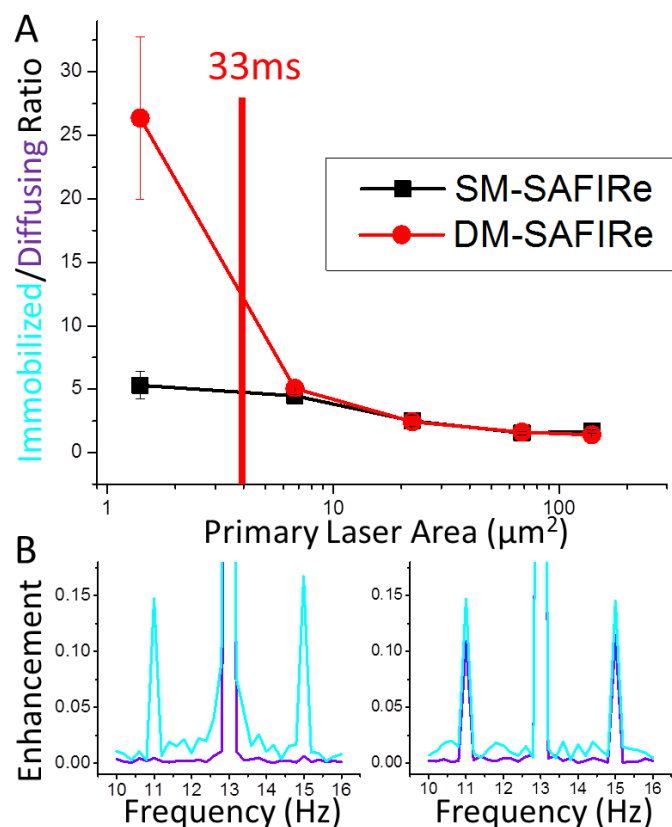 A
33ms
Immobilized/Diffusing Ratio
30
25
20
15
10
5
0
SM-SAFIRe
DM-SAFIRe
1
10
100
Primary Laser Area (μm²)
B
Enhancement
0.15
0.10
0.05
0.00
10 11 12 13 14 15 16
Frequency (Hz)
0.15
0.10
0.05
0.00
10 11 12 13 14 15 16
Frequency (Hz)